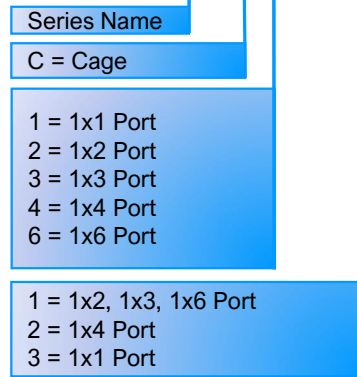 Series Name
C = Cage
1 = 1x1 Port
2 = 1x2 Port
3 = 1x3 Port
4 = 1x4 Port
6 = 1x6 Port
1 = 1x2, 1x3, 1x6 Port
2 = 1x4 Port
3 = 1x1 Port